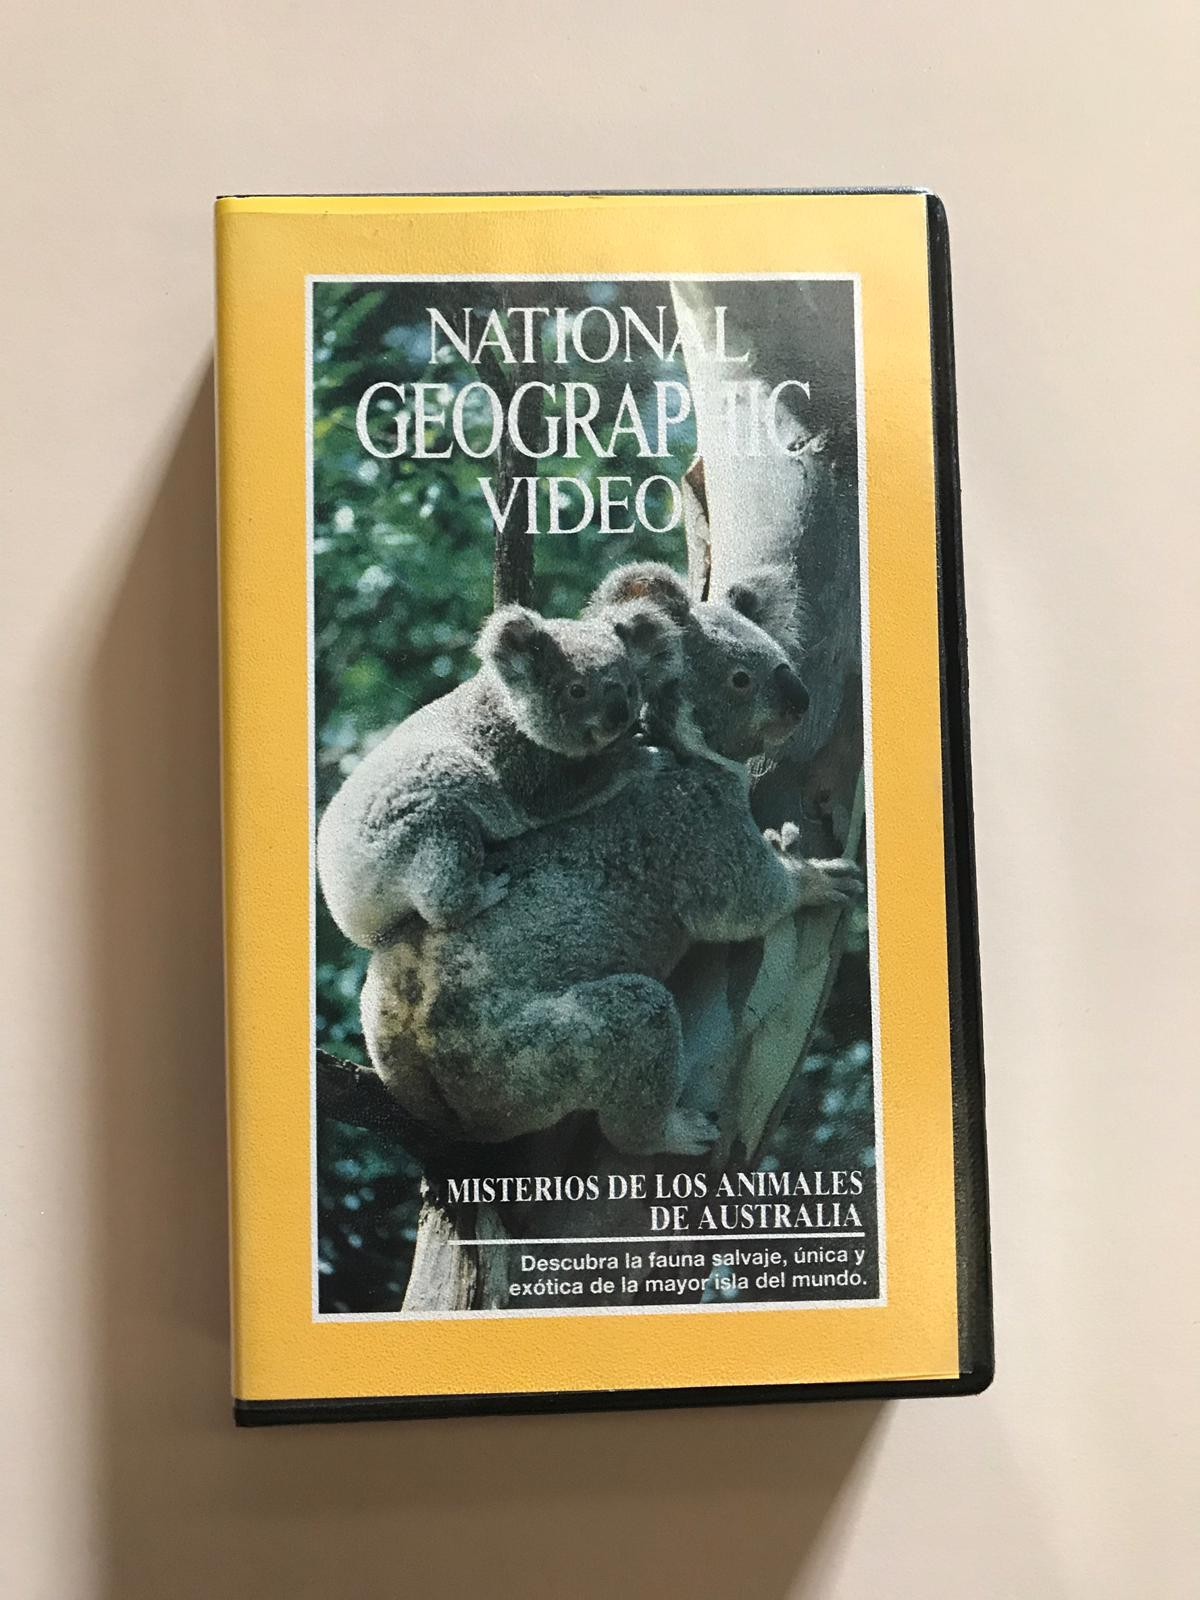 NATIONAL
GEOGRAPHIC
VIDEO
MISTERIOS DE LOS ANIMALES
DE AUSTRALIA
Descubra la fauna salvaje, única y
exótica de la mayor isla del mundo.